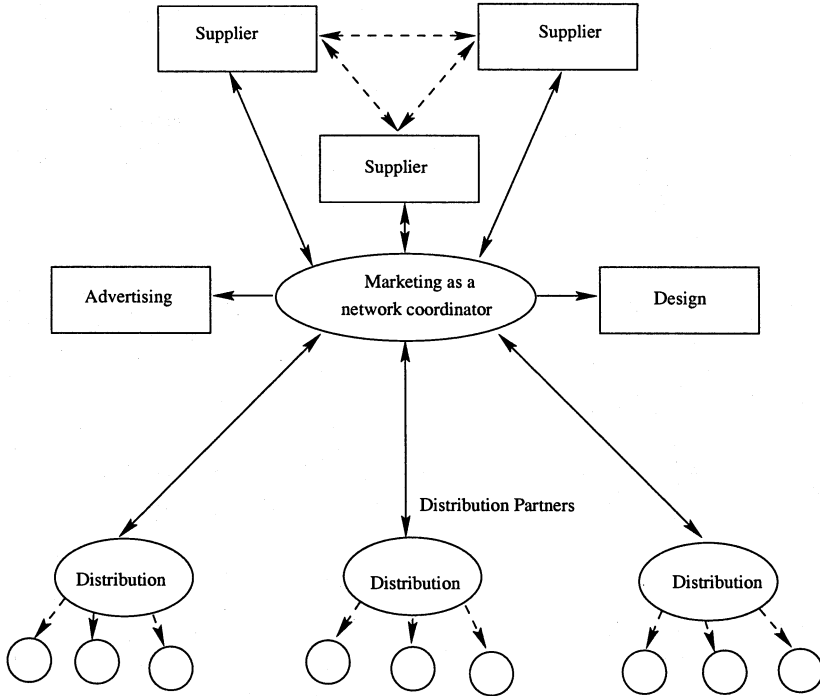 Supplier
Supplier
Supplier
Marketing as a
network coordinator
Advertising
Design
Distribution Partners
Distribution
Distribution
Distribution